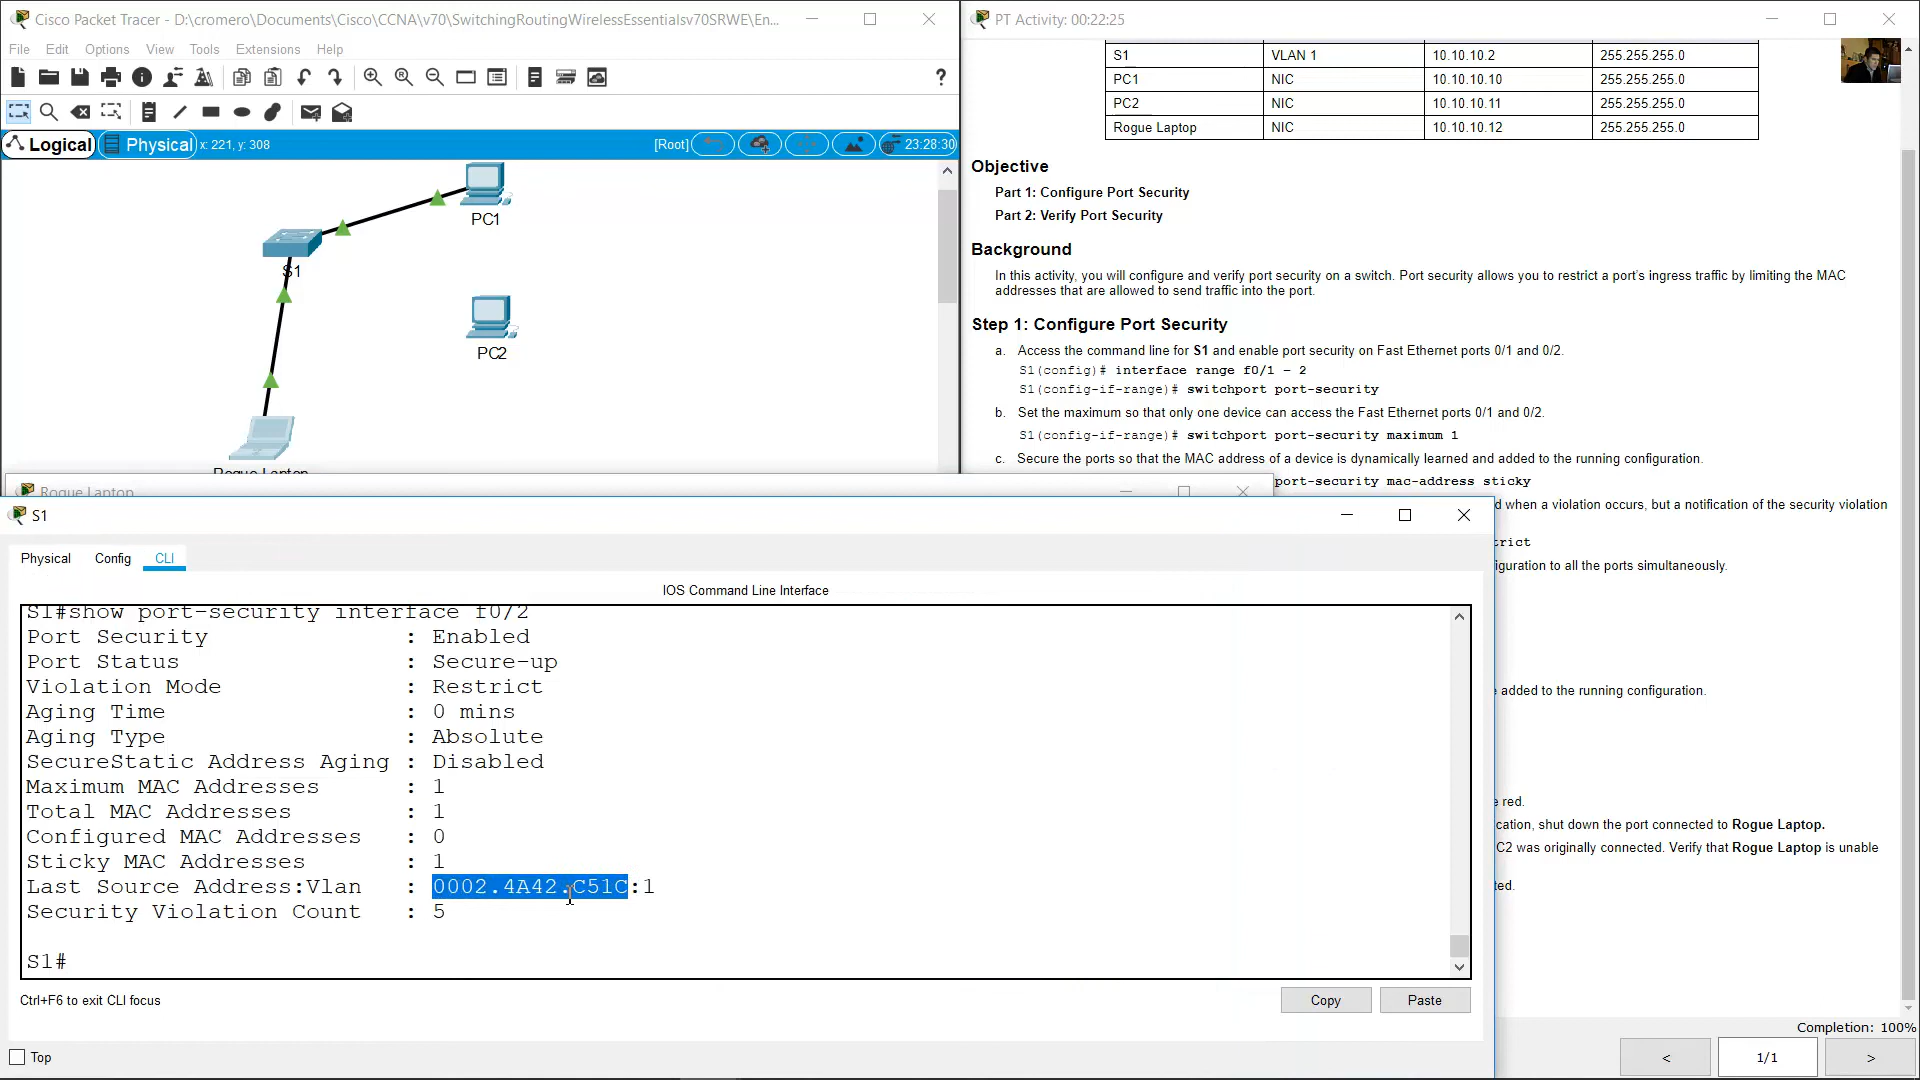 Cisco Packet Tracer - D:\cromero\Documents\Cisco\CCNA\v70\SwitchingRoutingWirelessEssentialsv70SRWE\En...
File Edit Options View Tools Extensions Help
?
Logical Physical x: 221, y: 308 [Root] 23:28:30
PC1
S1
PC2
Rogue Laptop
PT Activity: 00:22:25
S1 VLAN 1 10.10.10.2 255.255.255.0
PC1 NIC 10.10.10.10 255.255.255.0
PC2 NIC 10.10.10.11 255.255.255.0
Rogue Laptop NIC 10.10.10.12 255.255.255.0
Objective
Part 1: Configure Port Security
Part 2: Verify Port Security
Background
In this activity, you will configure and verify port security on a switch. Port security allows you to restrict a port's ingress traffic by limiting the MAC
addresses that are allowed to send traffic into the port.
Step 1: Configure Port Security
a. Access the command line for S1 and enable port security on Fast Ethernet ports 0/1 and 0/2.
S1(config)# interface range f0/1 – 2
S1(config-if-range)# switchport port-security
b. Set the maximum so that only one device can access the Fast Ethernet ports 0/1 and 0/2.
S1(config-if-range)# switchport port-security maximum 1
c. Secure the ports so that the MAC address of a device is dynamically learned and added to the running configuration.
port-security mac-address sticky
d when a violation occurs, but a notification of the security violation
trict
iguration to all the ports simultaneously.
e added to the running configuration.
e red.
cation, shut down the port connected to Rogue Laptop.
C2 was originally connected. Verify that Rogue Laptop is unable
ted.
Completion: 100%
< 1/1 >
Rogue Laptop
S1
Physical Config CLI
IOS Command Line Interface
S1#show port-security interface f0/2
Port Security : Enabled
Port Status : Secure-up
Violation Mode : Restrict
Aging Time : 0 mins
Aging Type : Absolute
SecureStatic Address Aging : Disabled
Maximum MAC Addresses : 1
Total MAC Addresses : 1
Configured MAC Addresses : 0
Sticky MAC Addresses : 1
Last Source Address:Vlan : 0002.4A42.C51C:1
Security Violation Count : 5
S1#
Ctrl+F6 to exit CLI focus
Copy Paste
Top